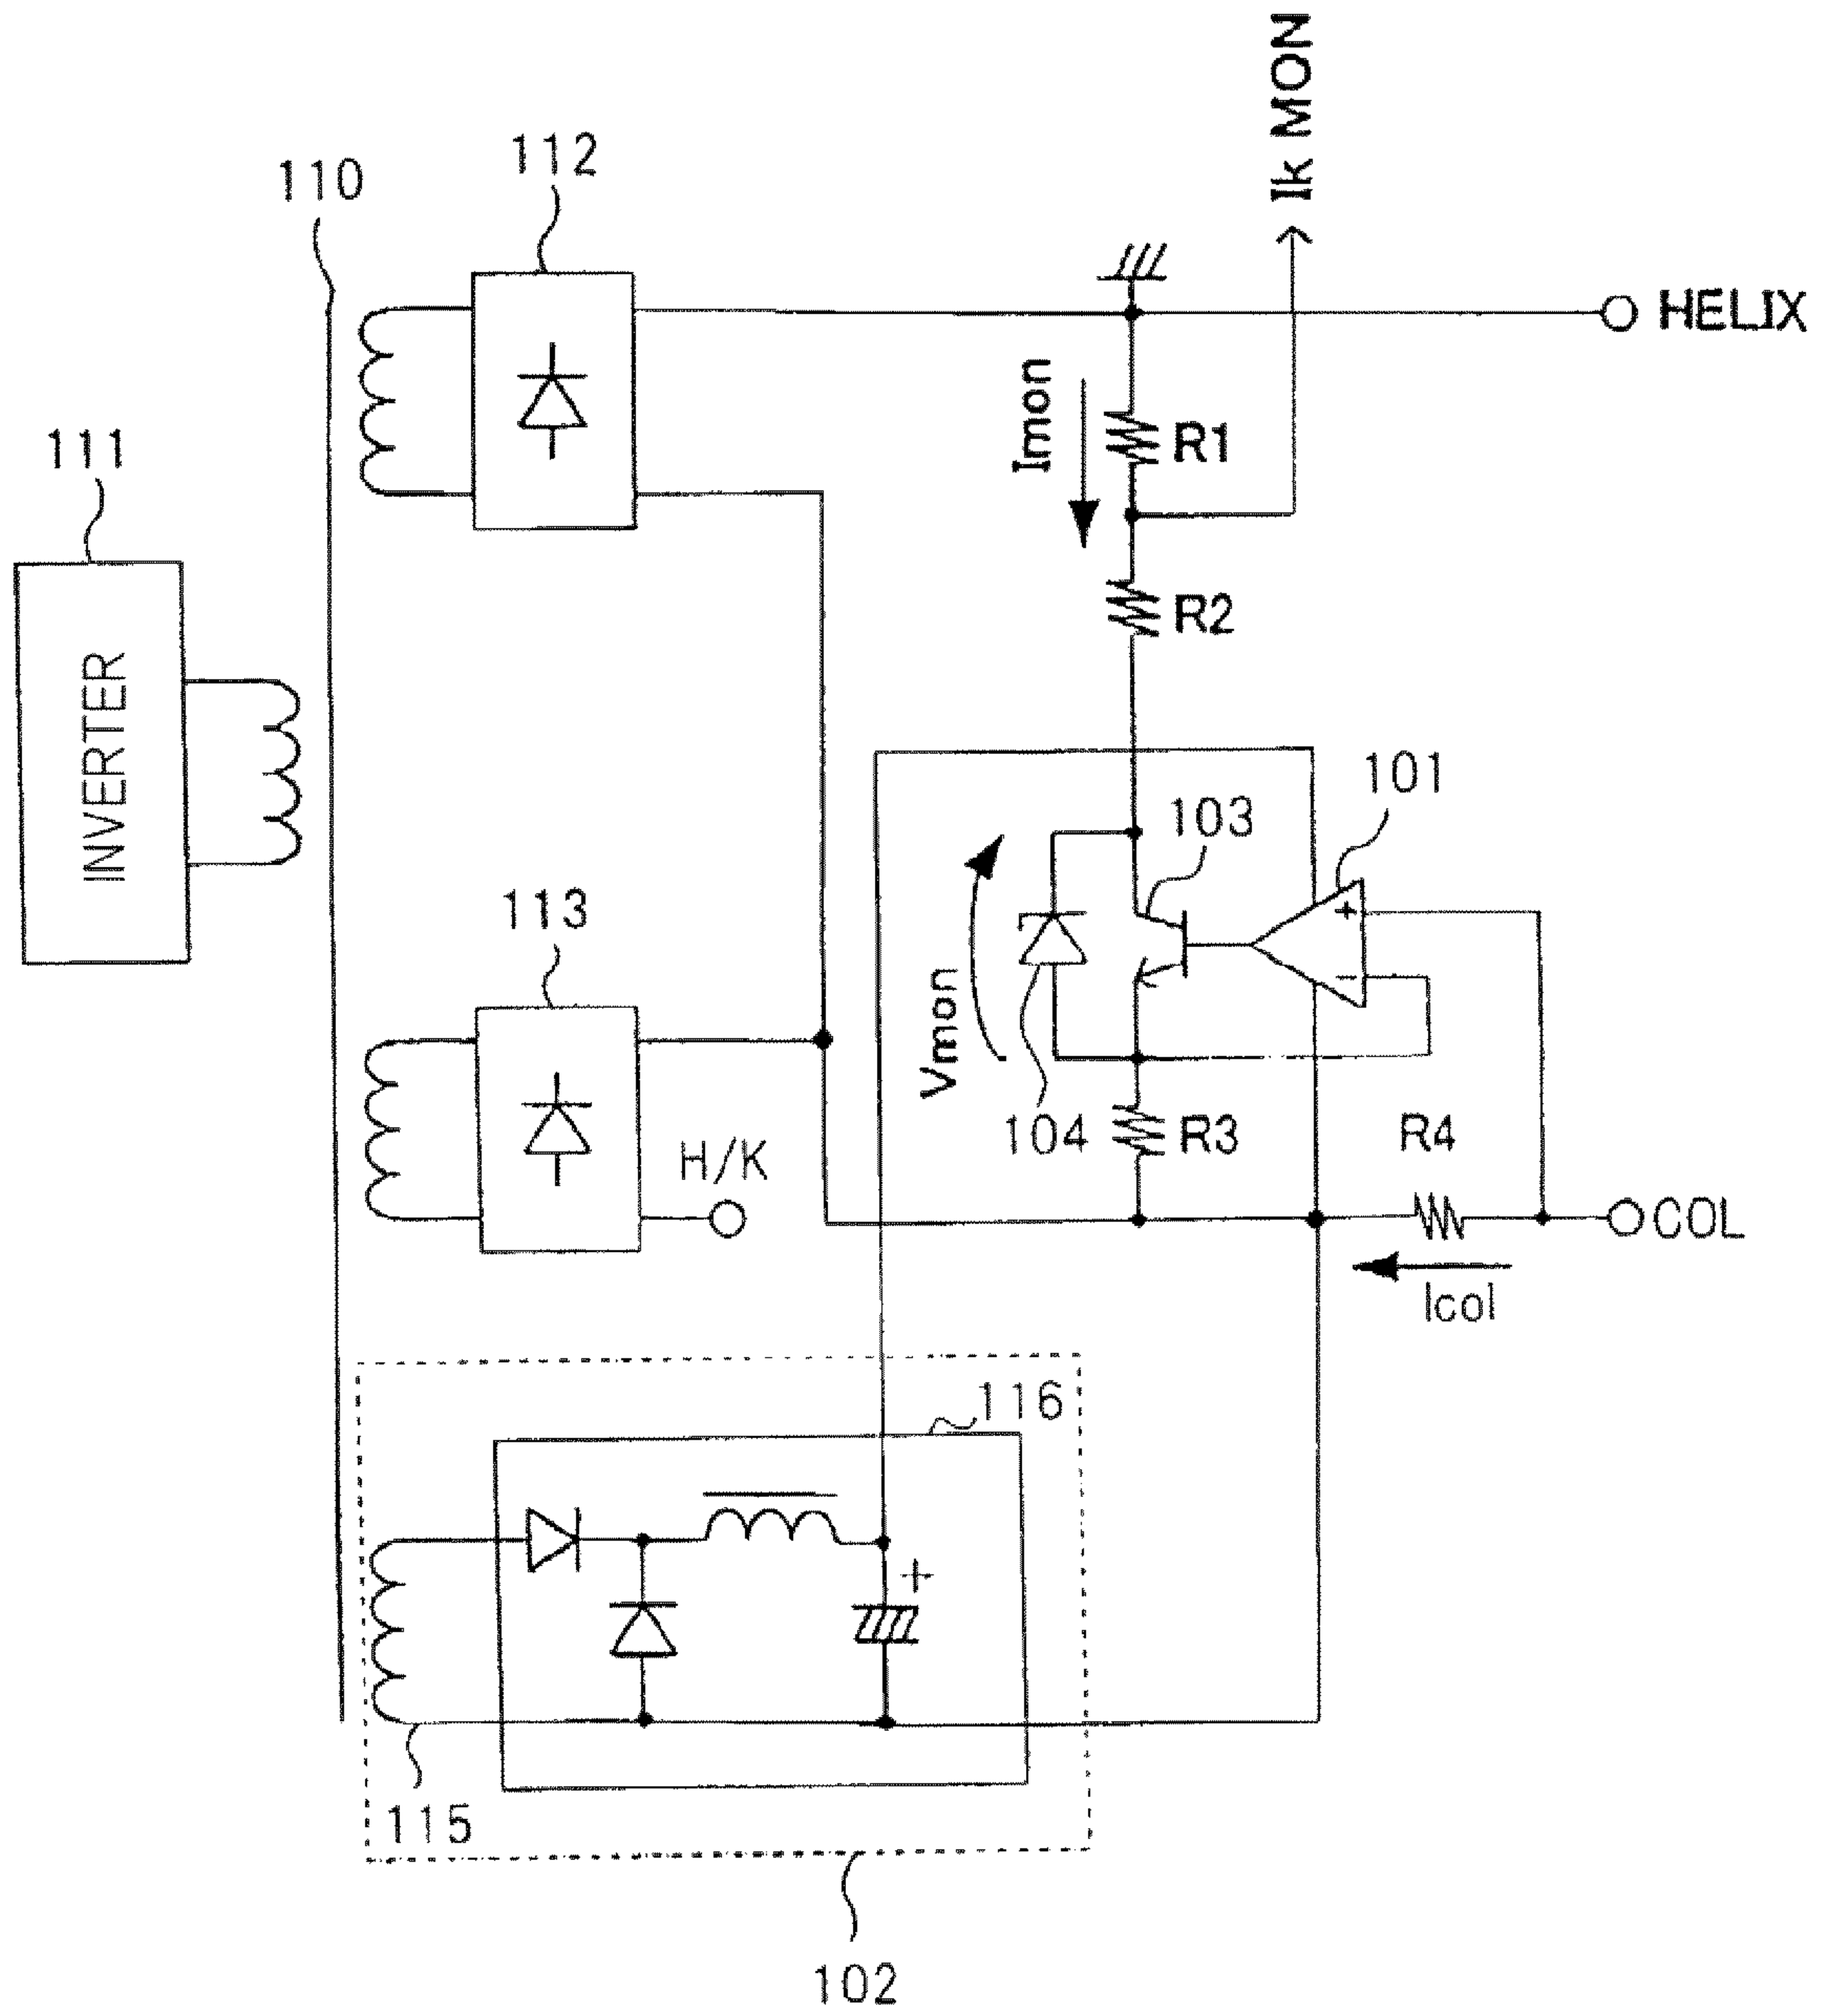 Ik MON
112
110
HELIX
Imon
R1
111
R2
INVERTER
101
103
113
+
−
Vmon
104
R3
R4
H/K
COL
Icol
116
+
115
102